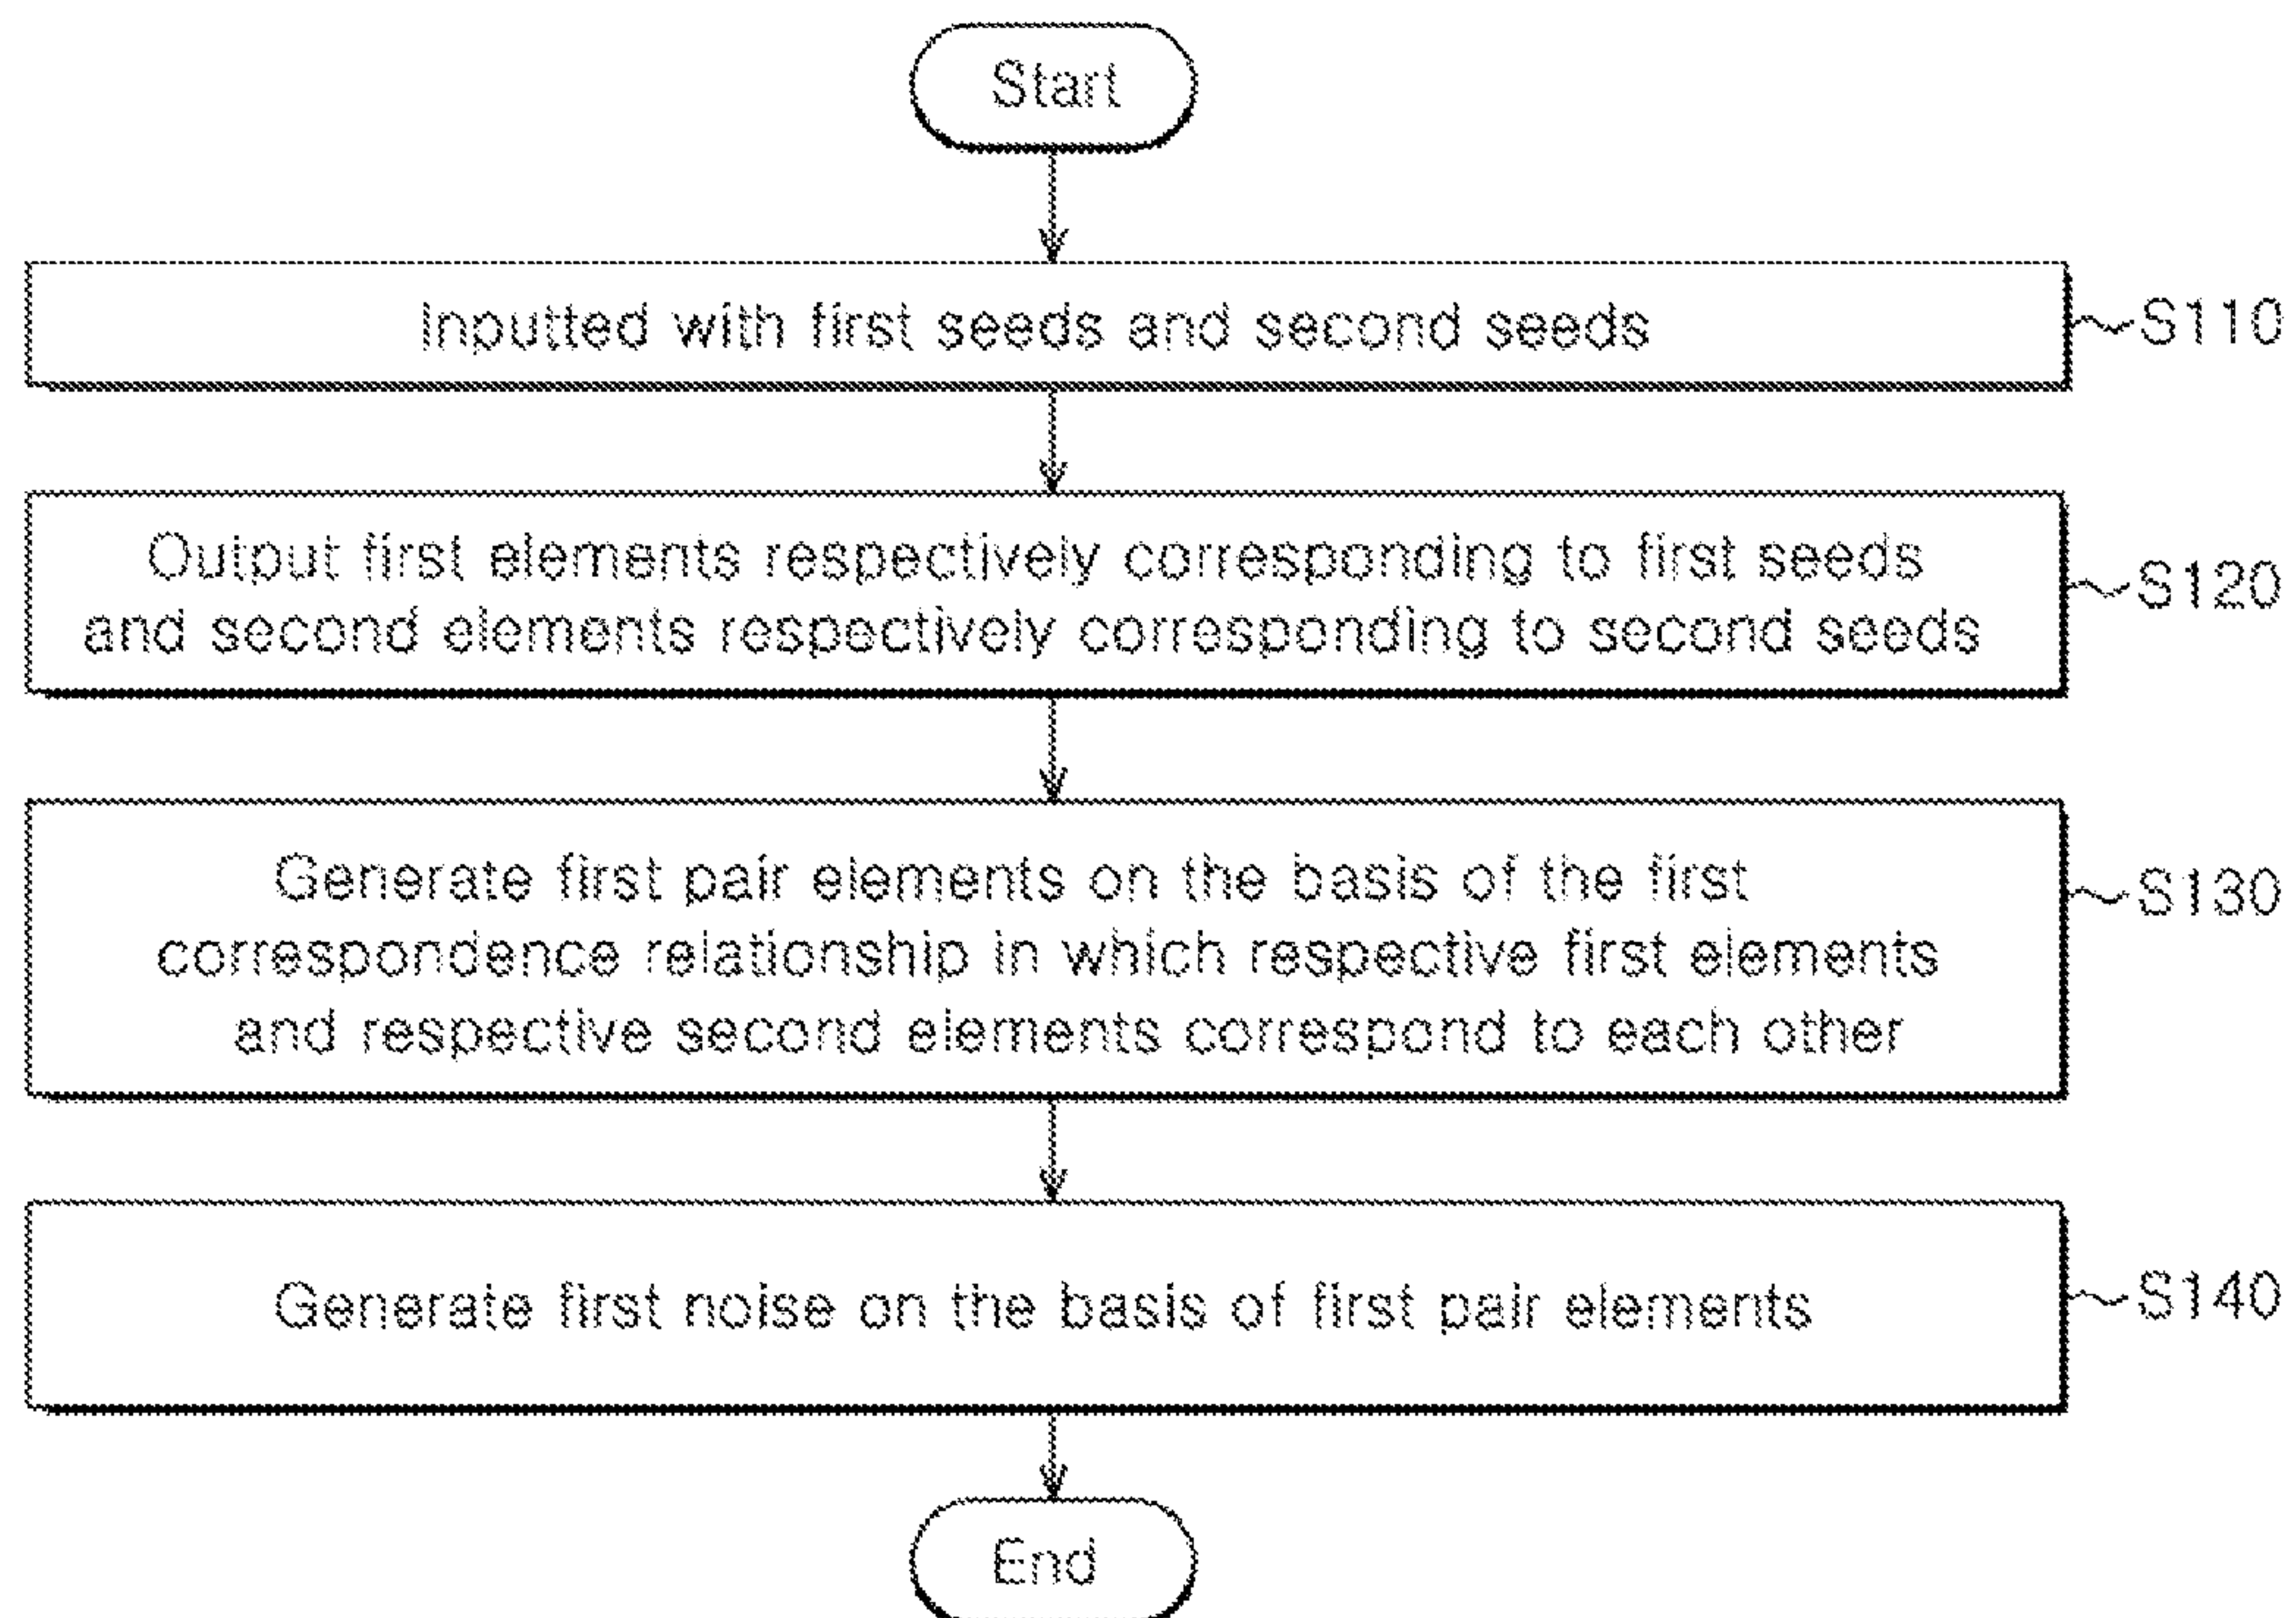 Start
Inputted with first seeds and second seeds
S110
Output first elements respectively corresponding to first seeds
and second elements respectively corresponding to second seeds
S120
Generate first pair elements on the basis of the first
correspondence relationship in which respective first elements
and respective second elements correspond to each other
S130
Generate first noise on the basis of first pair elements
S140
End